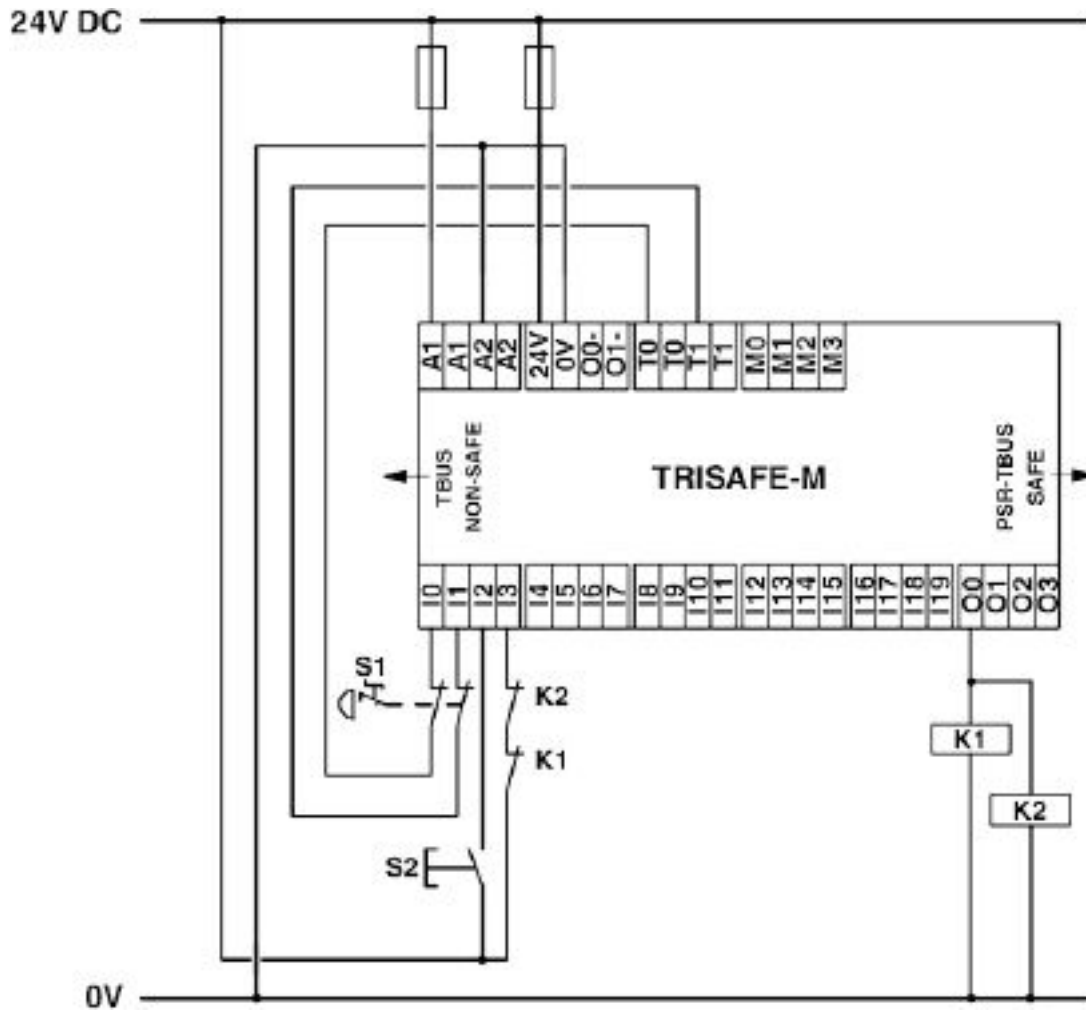 24V DC
A1 A1 A2 A2 24V 0V O0- O1- T0 T0 T1 T1 M0 M1 M2 M3
TBUS
NON-SAFE
TRISAFE-M
PSR-TBUS
SAFE
I0 I1 I2 I3 I4 I5 I6 I7 I8 I9 I10 I11 I12 I13 I14 I15 I16 I17 I18 I19 O0 O1 O2 O3
S1
K2
K1
K1
K2
S2
0V